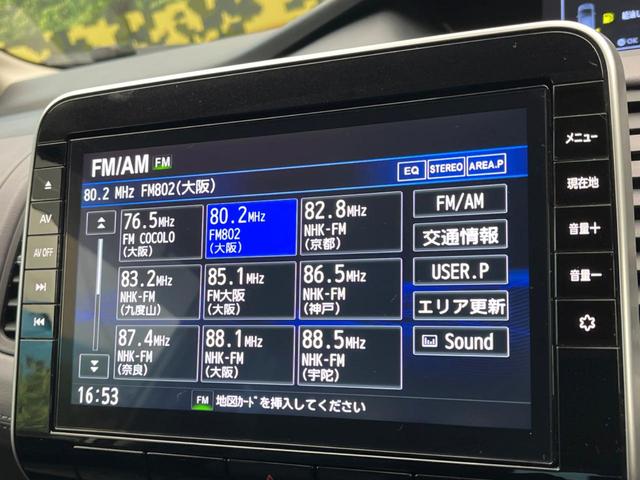 FM/AM FM
80.2 MHz FM802(大阪)
EQ STEREO AREA.P
76.5MHz
FM COCOLO
(大阪)
80.2MHz
FM802
(大阪)
82.8MHz
NHK-FM
(京都)
83.2MHz
NHK-FM
(九度山)
85.1MHz
FM大阪
(大阪)
86.5MHz
NHK-FM
(神戸)
87.4MHz
NHK-FM
(奈良)
88.1MHz
NHK-FM
(大阪)
88.5MHz
NHK-FM
(宇陀)
FM/AM
交通情報
USER.P
エリア更新
Sound
16:53
FM 地図ｶｰﾄﾞを挿入してください
AV
AV OFF
メニュー
現在地
音量＋
音量－
OK